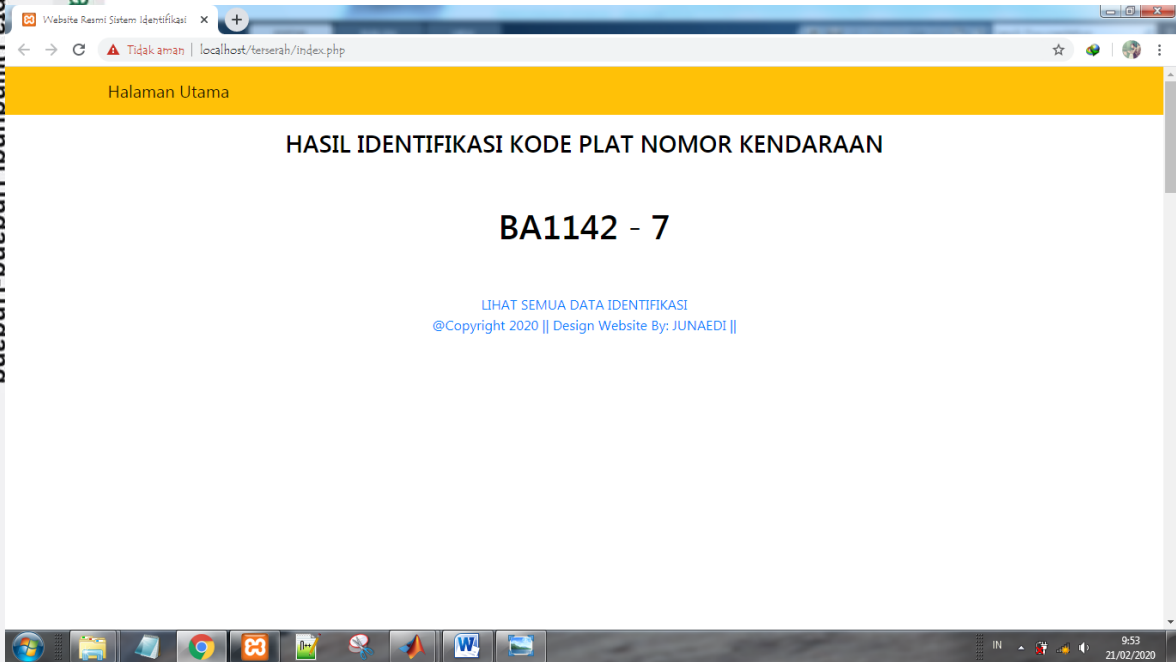 Website Resmi Sistem Identifikasi
Tidak aman | localhost/terserah/index.php
Halaman Utama
HASIL IDENTIFIKASI KODE PLAT NOMOR KENDARAAN
BA1142 - 7
LIHAT SEMUA DATA IDENTIFIKASI
@Copyright 2020 || Design Website By: JUNAEDI ||
IN
9:53
21/02/2020